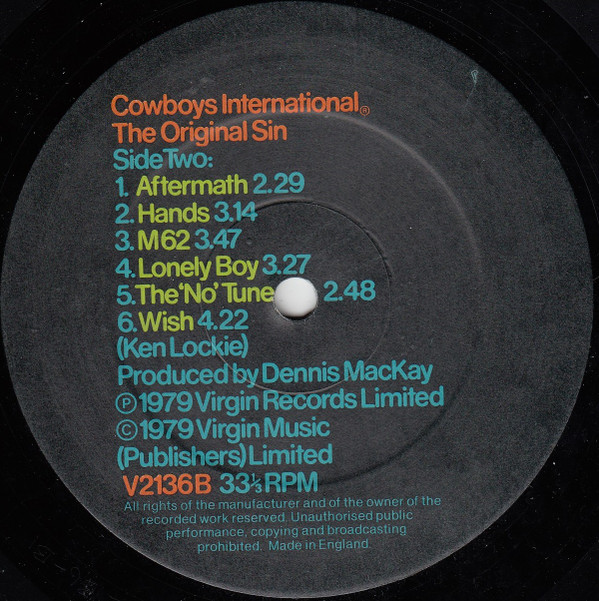 Cowboys International®
The Original Sin
Side Two:
1. Aftermath 2.29
2. Hands 3.14
3. M62 3.47
4. Lonely Boy 3.27
5. The 'No' Tune 2.48
6. Wish 4.22
(Ken Lockie)
Produced by Dennis MacKay
℗1979 Virgin Records Limited
©1979 Virgin Music
(Publishers) Limited
V2136B 33⅓ RPM
All rights of the manufacturer and of the owner of the
recorded work reserved. Unauthorised public
performance, copying and broadcasting
prohibited. Made in England.